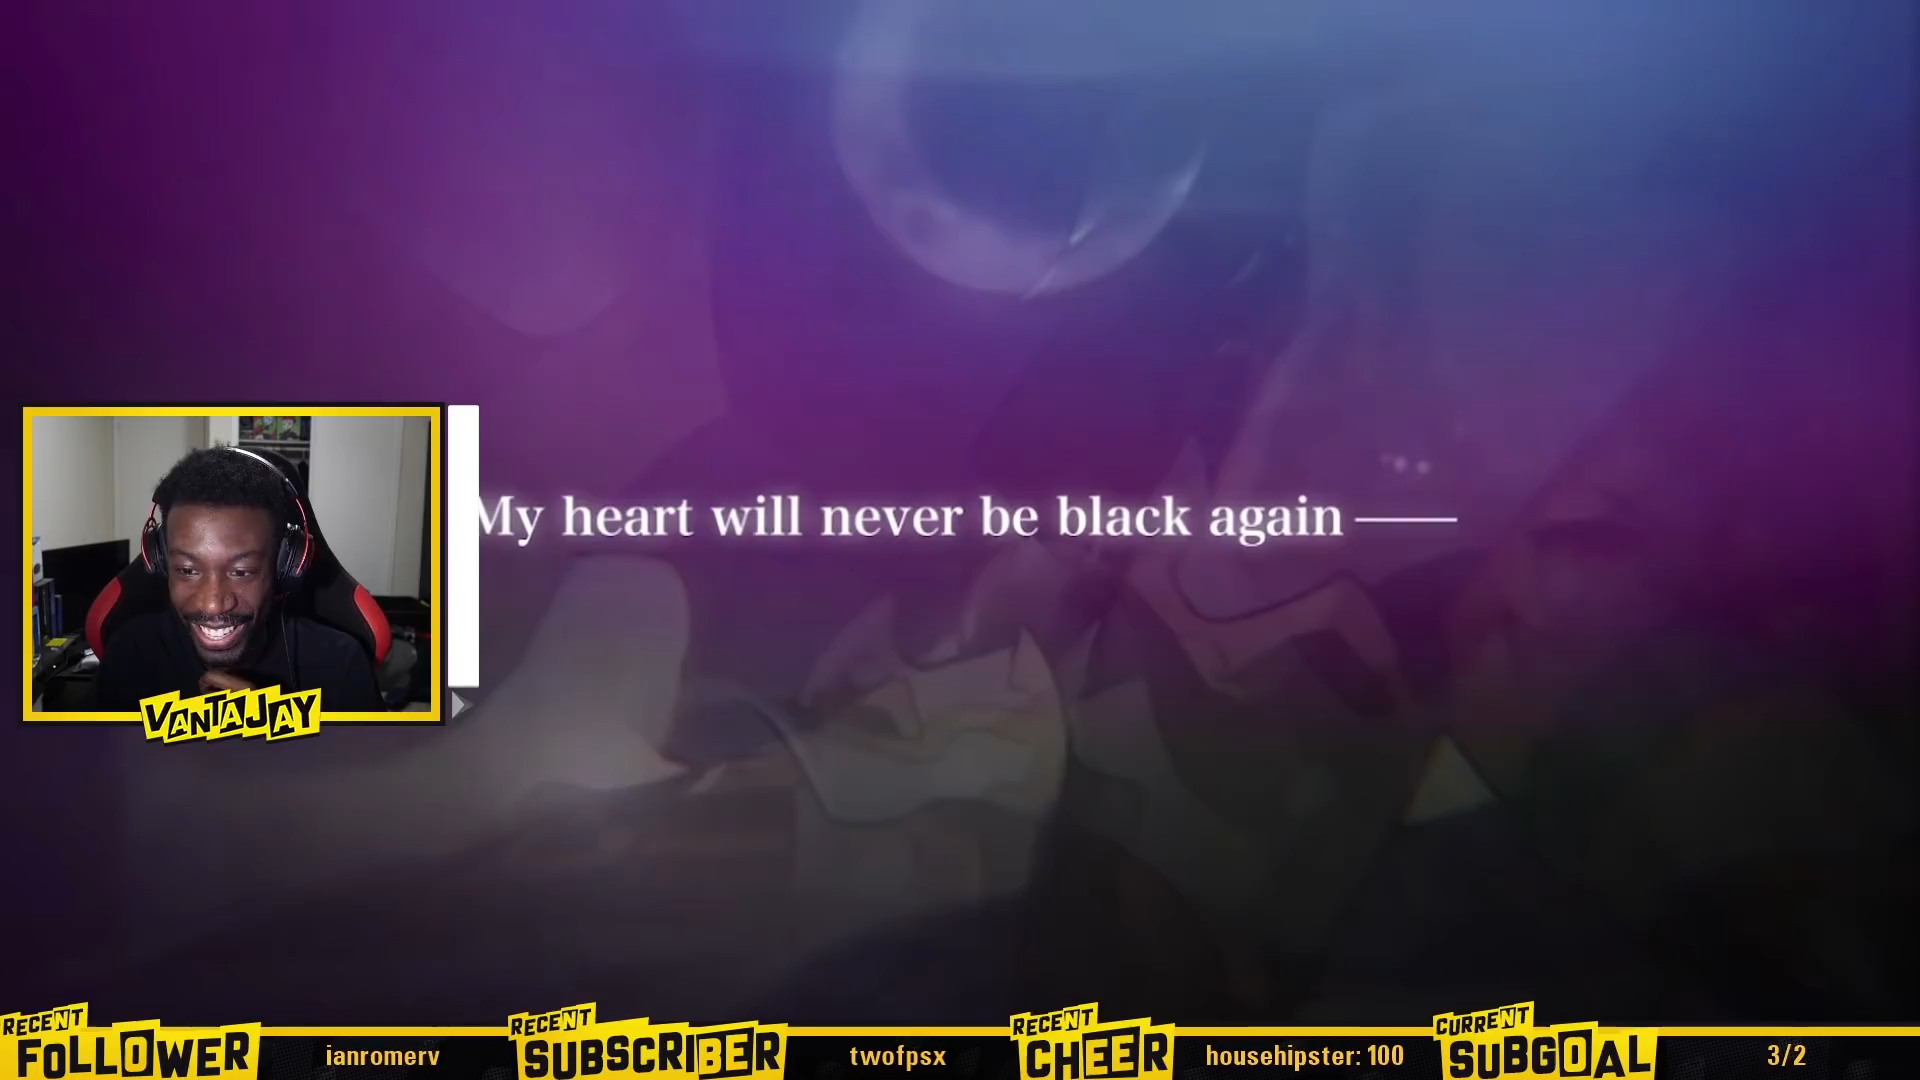 My heart will never be black again ——
VANTAJAY
RECENT
FOLLOWER
ianromerv
RECENT
SUBSCRIBER
twofpsx
RECENT
CHEER
househipster: 100
CURRENT
SUBGOAL
3/2